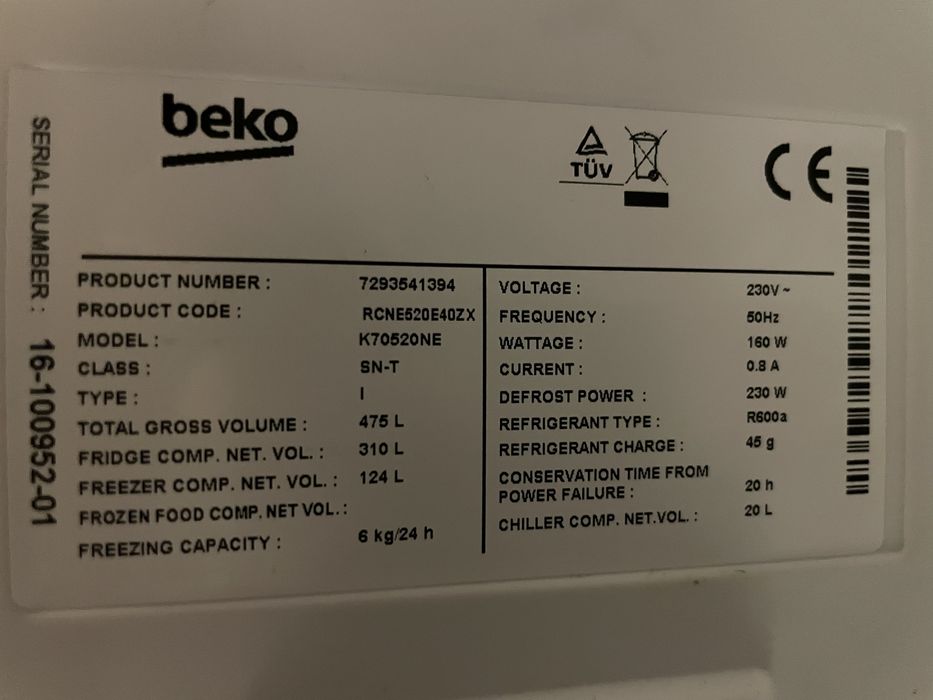 beko
TÜV
CE
SERIAL NUMBER : 16-100952-01
PRODUCT NUMBER : 7293541394
PRODUCT CODE : RCNE520E40ZX
MODEL : K70520NE
CLASS : SN-T
TYPE : I
TOTAL GROSS VOLUME : 475 L
FRIDGE COMP. NET. VOL. : 310 L
FREEZER COMP. NET. VOL. : 124 L
FROZEN FOOD COMP. NET VOL. :
FREEZING CAPACITY : 6 kg/24 h
VOLTAGE : 230V ~
FREQUENCY : 50Hz
WATTAGE : 160 W
CURRENT : 0.8 A
DEFROST POWER : 230 W
REFRIGERANT TYPE : R600a
REFRIGERANT CHARGE : 45 g
CONSERVATION TIME FROM
POWER FAILURE : 20 h
CHILLER COMP. NET.VOL. : 20 L